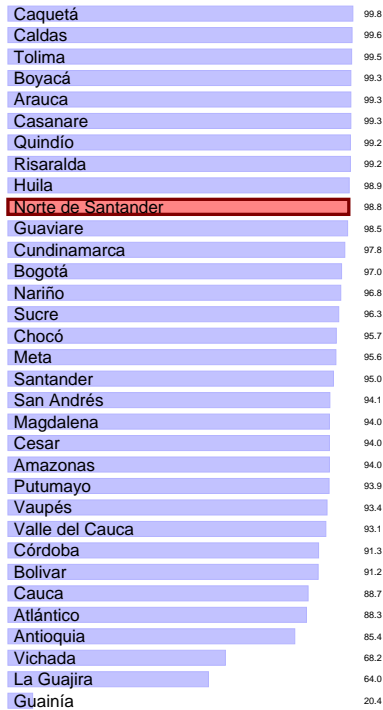 Caquetá 99.8
Caldas 99.6
Tolima 99.5
Boyacá 99.3
Arauca 99.3
Casanare 99.3
Quindío 99.2
Risaralda 99.2
Huila 98.9
Norte de Santander 98.8
Guaviare 98.5
Cundinamarca 97.8
Bogotá 97.0
Nariño 96.8
Sucre 96.3
Chocó 95.7
Meta 95.6
Santander 95.0
San Andrés 94.1
Magdalena 94.0
Cesar 94.0
Amazonas 94.0
Putumayo 93.9
Vaupés 93.4
Valle del Cauca 93.1
Córdoba 91.3
Bolivar 91.2
Cauca 88.7
Atlántico 88.3
Antioquia 85.4
Vichada 68.2
La Guajira 64.0
Guainía 20.4